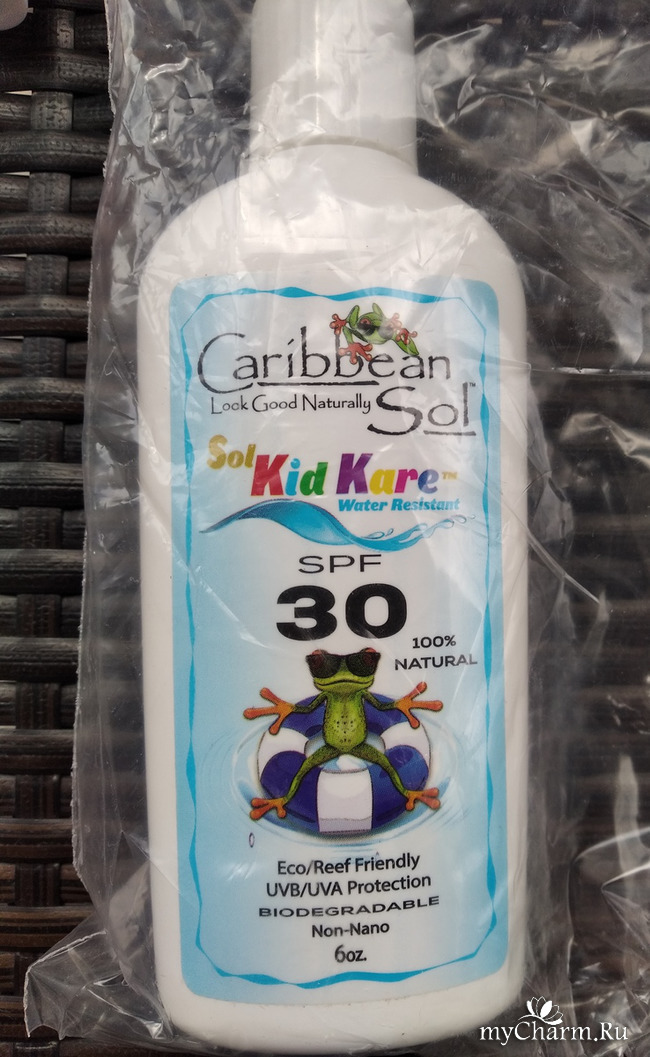 Caribbean
Look Good Naturally Sol™
Sol Kid Kare™
Water Resistant
SPF
30
100%
NATURAL
Eco/Reef Friendly
UVB/UVA Protection
BIODEGRADABLE
Non-Nano
6oz.
myCharm.Ru